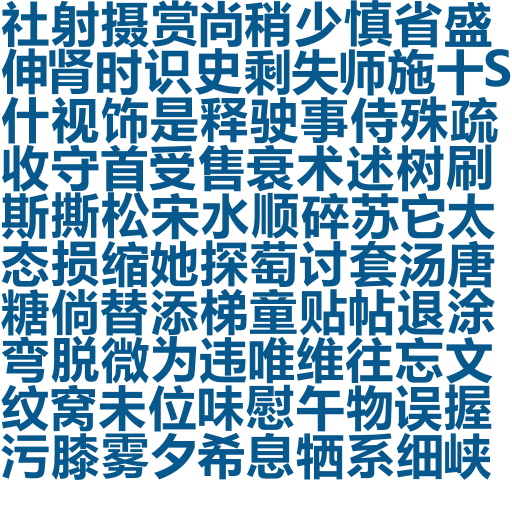 社射摄赏尚稍少慎省盛
伸肾时识史剩失师施十S
什视饰是释驶事侍殊疏
收守首受售衰术述树刷
斯撕松宋水顺碎苏它太
态损缩她探萄讨套汤唐
糖倘替添梯童贴帖退涂
弯脱微为违唯维往忘文
纹窝未位味慰午物误握
污膝雾夕希息牺系细峡